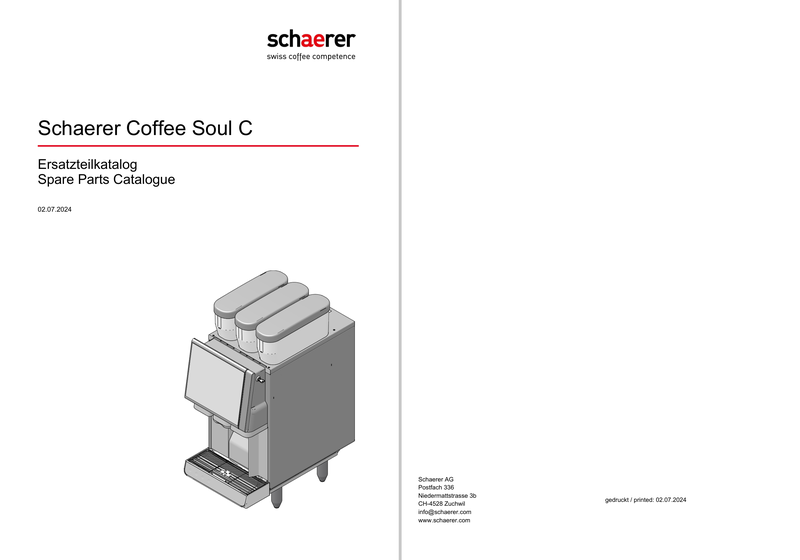 schaerer
swiss coffee competence
Schaerer Coffee Soul C
Ersatzteilkatalog
Spare Parts Catalogue
02.07.2024
Schaerer AG
Postfach 336
Niedermattstrasse 3b
CH-4528 Zuchwil
info@schaerer.com
www.schaerer.com
gedruckt / printed: 02.07.2024